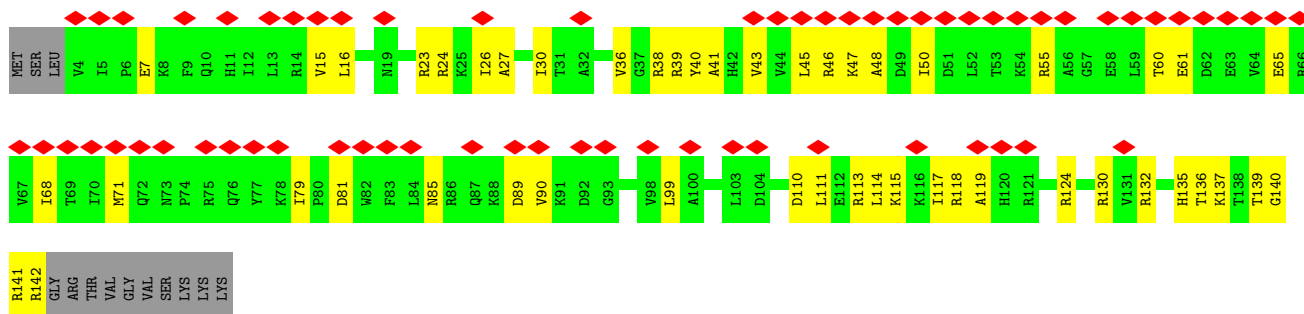 MET SER LEU V4 I5 P6 E7 K8 F9 Q10 H11 I12 L13 R14 V15 L16 N19 R23 R24 K25 I26 A27 I30 T31 A32 V36 G37 R38 R39 Y40 A41 H42 V43 V44 L45 R46 K47 A48 D49 I50 D51 L52 T53 K54 R55 A56 G57 E58 L59 T60 E61 D62 E63 V64 E65 R66
V67 I68 T69 I70 M71 Q72 N73 P74 R75 Q76 Y77 K78 I79 P80 D81 W82 F83 L84 N85 R86 Q87 K88 D89 V90 K91 D92 G93 V98 L99 A100 L103 D104 D110 L111 E112 R113 L114 K115 K116 I117 R118 A119 H120 R121 R124 R130 V131 R132 H135 T136 K137 T138 T139 G140
R141 R142 GLY ARG THR VAL GLY VAL SER LYS LYS LYS